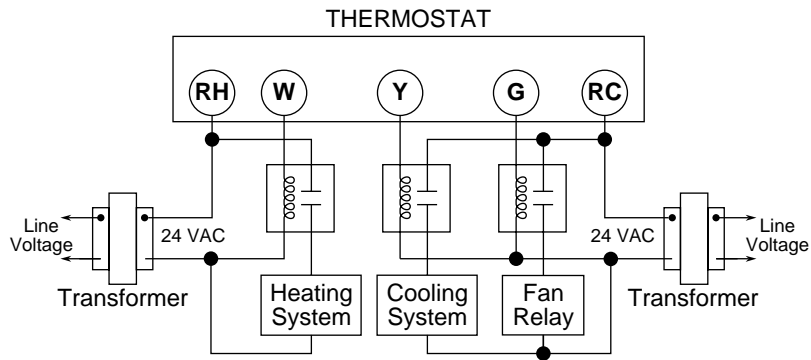 THERMOSTAT
RH W Y G RC
Line
Voltage
24 VAC
Transformer
Heating
System
Cooling
System
Fan
Relay
24 VAC
Transformer
Line
Voltage